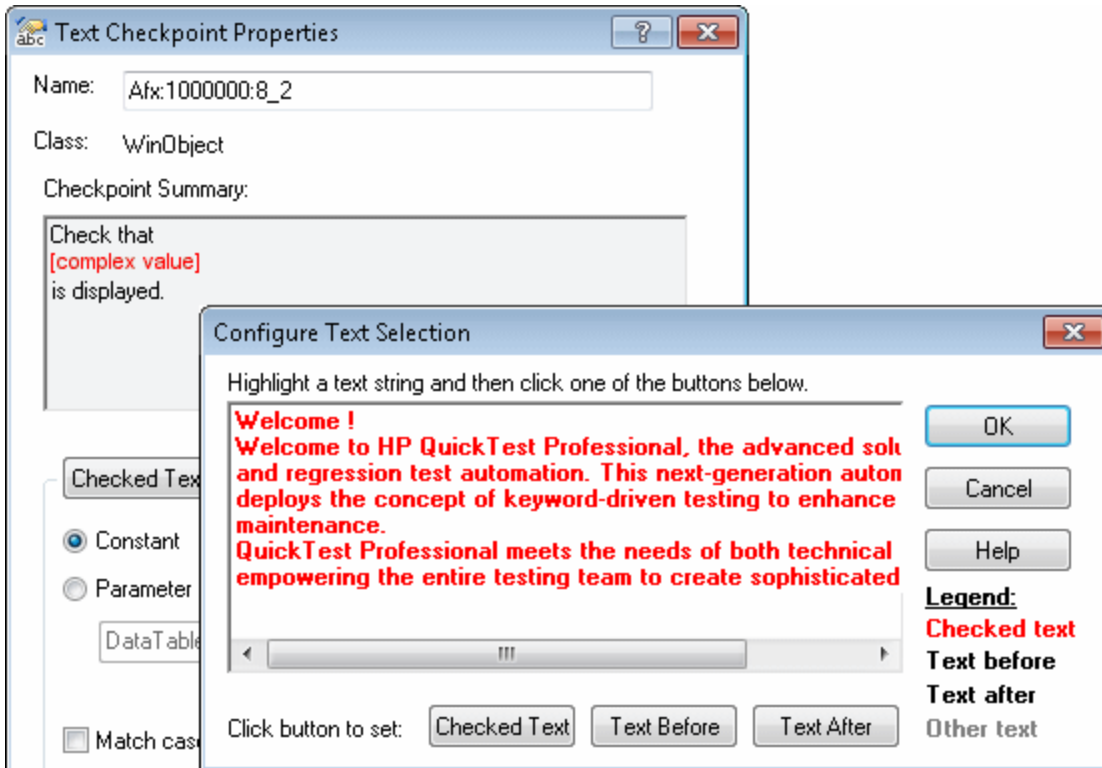 Text Checkpoint Properties
Name: Afx:1000000:8_2
Class: WinObject
Checkpoint Summary:
Check that
[complex value]
is displayed.
Configure Text Selection
Highlight a text string and then click one of the buttons below.
Welcome !
Welcome to HP QuickTest Professional, the advanced
and regression test automation. This next-generation
deploys the concept of keyword-driven testing to enhance
maintenance.
QuickTest Professional meets the needs of both technical
empowering the entire testing team to create sophisticated
OK
Cancel
Help
Legend:
Checked text
Text before
Text after
Other text
Click button to set: Checked Text Text Before Text After
Checked
Constant
Parameter
DataTable
Match